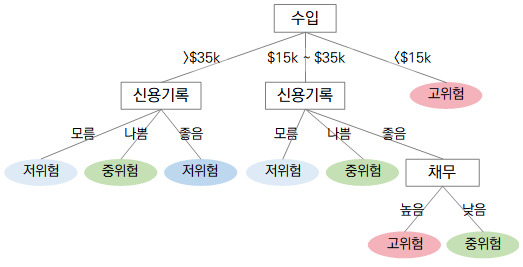 수입
>$35k $15k ~ $35k <$15k
신용기록 신용기록 고위험
모름 나쁨 좋음 모름 나쁨 좋음
저위험 중위험 저위험 저위험 중위험 채무
높음 낮음
고위험 중위험